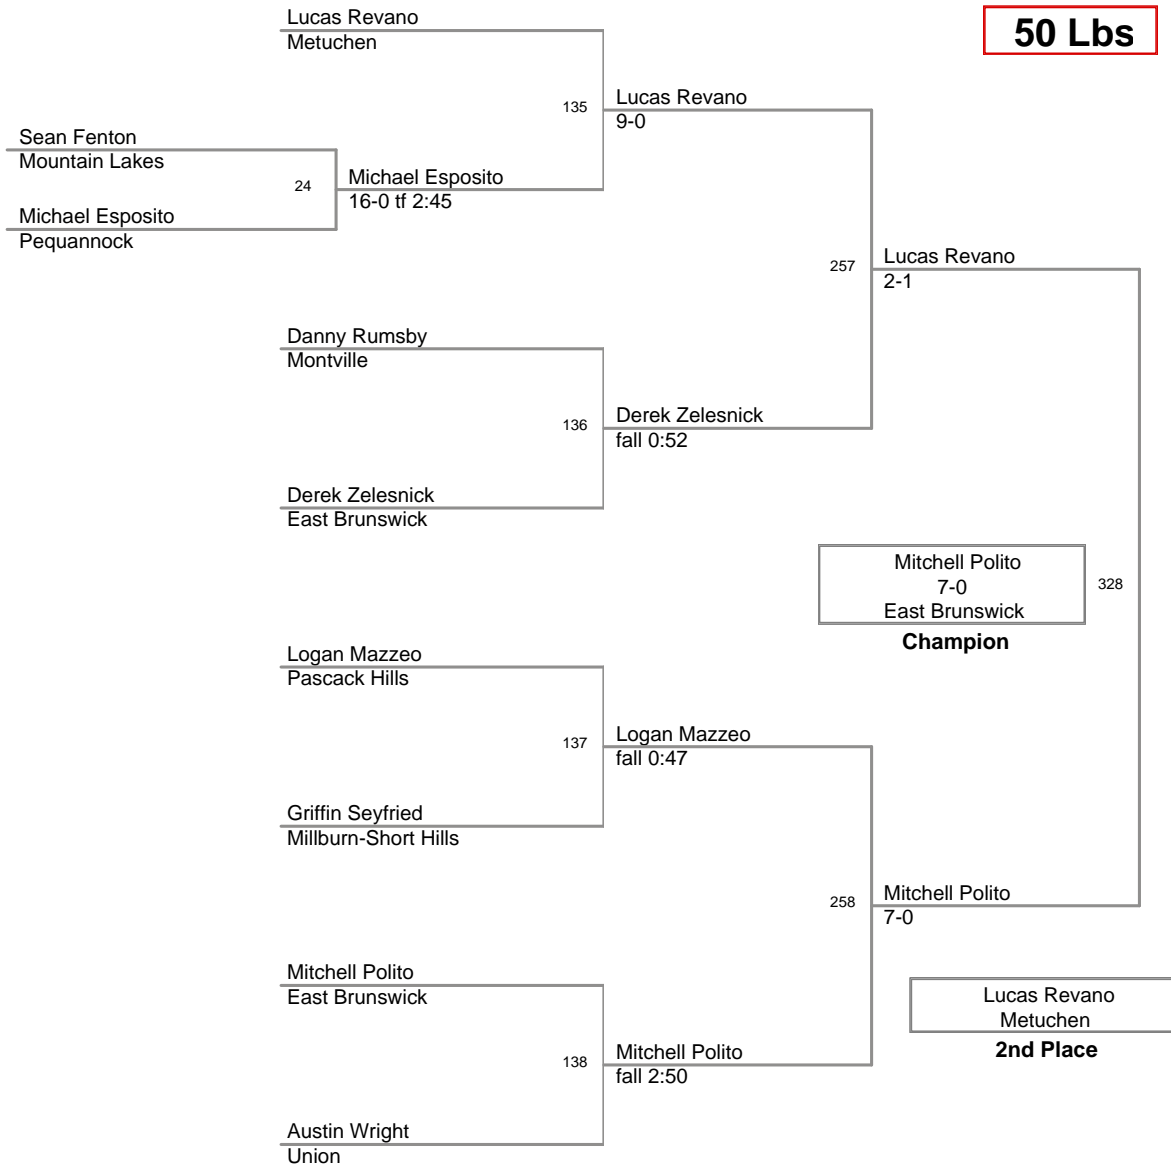 Lucas Revano
Metuchen
50 Lbs
135
Lucas Revano
9-0
Sean Fenton
Mountain Lakes
24
Michael Esposito
16-0 tf 2:45
Michael Esposito
Pequannock
257
Lucas Revano
2-1
Danny Rumsby
Montville
136
Derek Zelesnick
fall 0:52
Derek Zelesnick
East Brunswick
Mitchell Polito
7-0
East Brunswick
328
Champion
Logan Mazzeo
Pascack Hills
137
Logan Mazzeo
fall 0:47
Griffin Seyfried
Millburn-Short Hills
258
Mitchell Polito
7-0
Mitchell Polito
East Brunswick
Lucas Revano
Metuchen
2nd Place
138
Mitchell Polito
fall 2:50
Austin Wright
Union